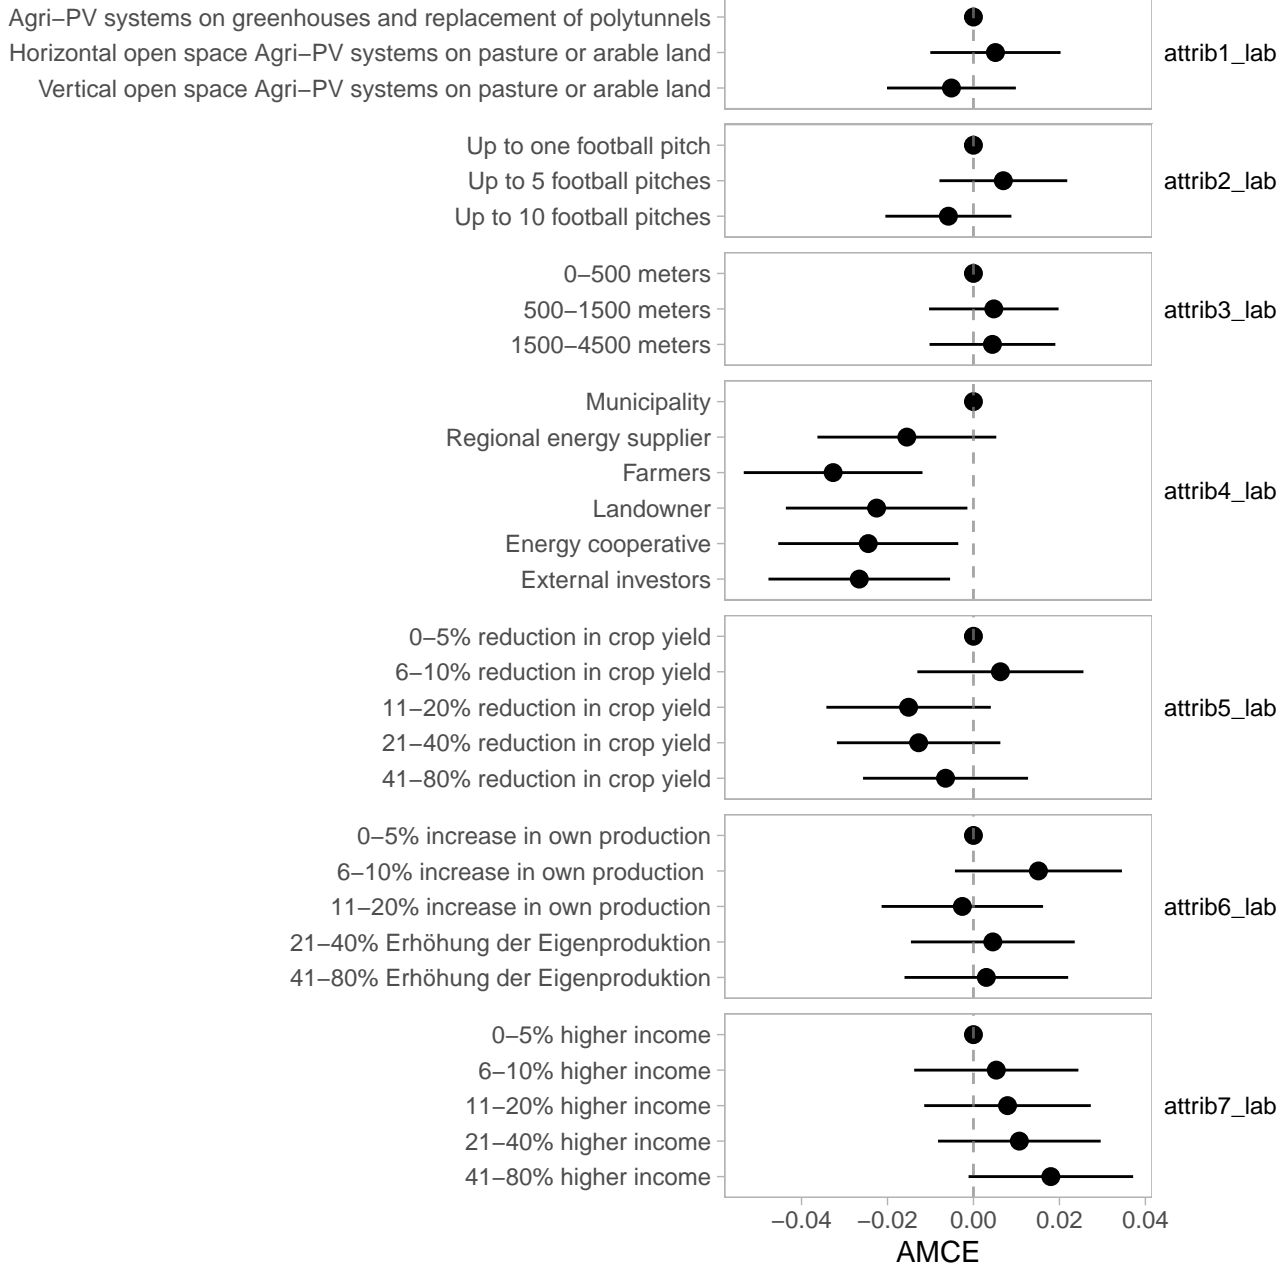 Agri−PV systems on greenhouses and replacement of polytunnels
Horizontal open space Agri−PV systems on pasture or arable land
Vertical open space Agri−PV systems on pasture or arable land
attrib1_lab
Up to one football pitch
Up to 5 football pitches
Up to 10 football pitches
attrib2_lab
0−500 meters
500−1500 meters
1500−4500 meters
attrib3_lab
Municipality
Regional energy supplier
Farmers
Landowner
Energy cooperative
External investors
attrib4_lab
0−5% reduction in crop yield
6−10% reduction in crop yield
11−20% reduction in crop yield
21−40% reduction in crop yield
41−80% reduction in crop yield
attrib5_lab
0−5% increase in own production
6−10% increase in own production
11−20% increase in own production
21−40% Erhöhung der Eigenproduktion
41−80% Erhöhung der Eigenproduktion
attrib6_lab
0−5% higher income
6−10% higher income
11−20% higher income
21−40% higher income
41−80% higher income
attrib7_lab
−0.04 −0.02 0.00 0.02 0.04
AMCE